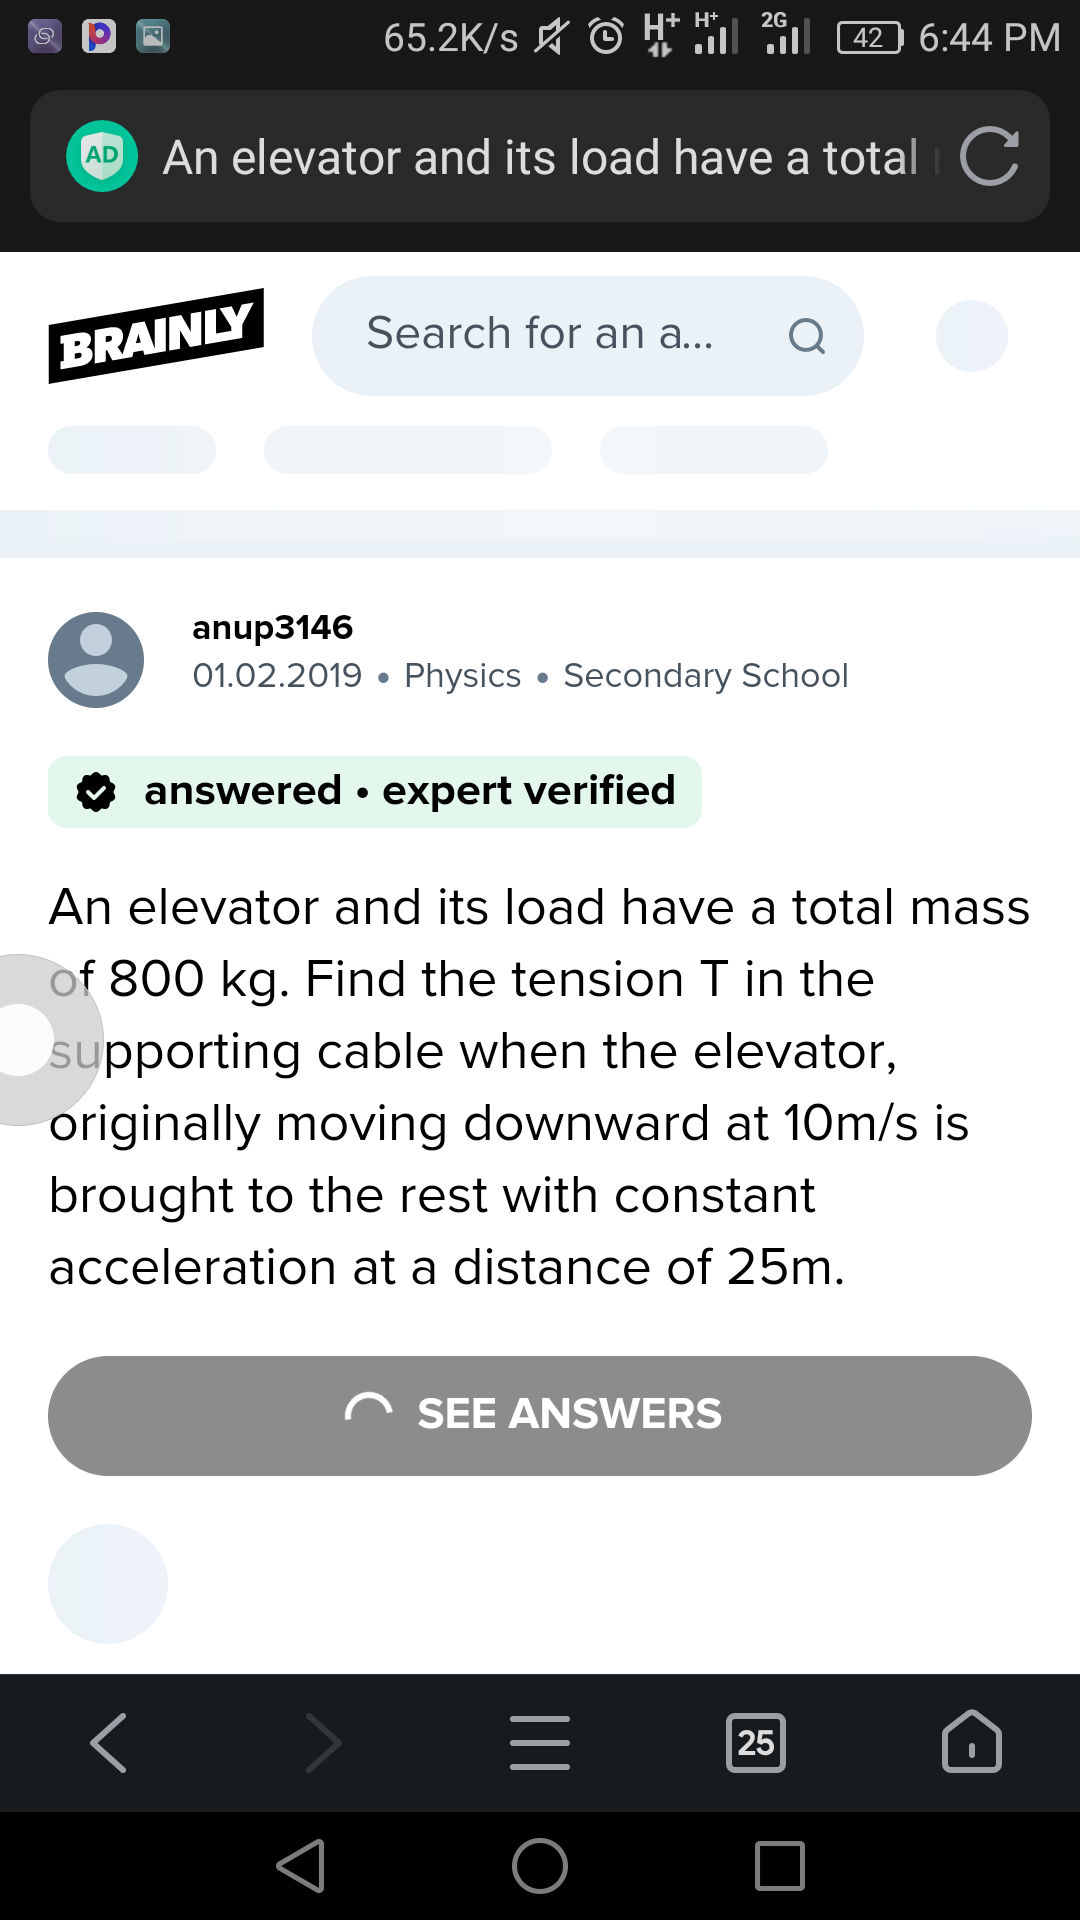 65.2K/s H+ H+ 2G 42 6:44 PM
AD An elevator and its load have a total
BRAINLY Search for an a...
anup3146
01.02.2019 • Physics • Secondary School
answered • expert verified
An elevator and its load have a total mass
of 800 kg. Find the tension T in the
supporting cable when the elevator,
originally moving downward at 10m/s is
brought to the rest with constant
acceleration at a distance of 25m.
SEE ANSWERS
25